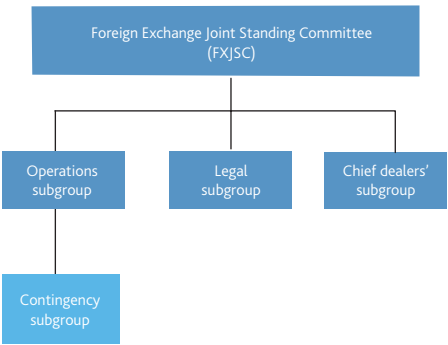 Foreign Exchange Joint Standing Committee
(FXJSC)
Operations
subgroup
Legal
subgroup
Chief dealers’
subgroup
Contingency
subgroup